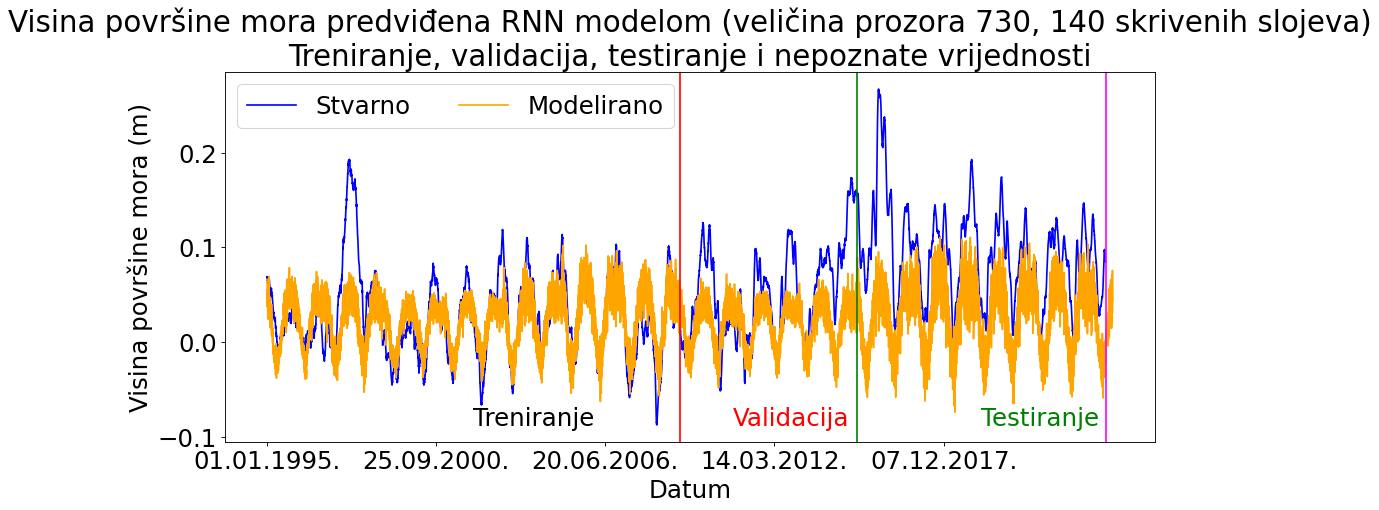 Visina površine mora predviđena RNN modelom (veličina prozora 730, 140 skrivenih slojeva)
Treniranje, validacija, testiranje i nepoznate vrijednosti
Stvarno Modelirano
Visina površine mora (m)
0.2
0.1
0.0
−0.1
Treniranje Validacija Testiranje
01.01.1995. 25.09.2000. 20.06.2006. 14.03.2012. 07.12.2017.
Datum